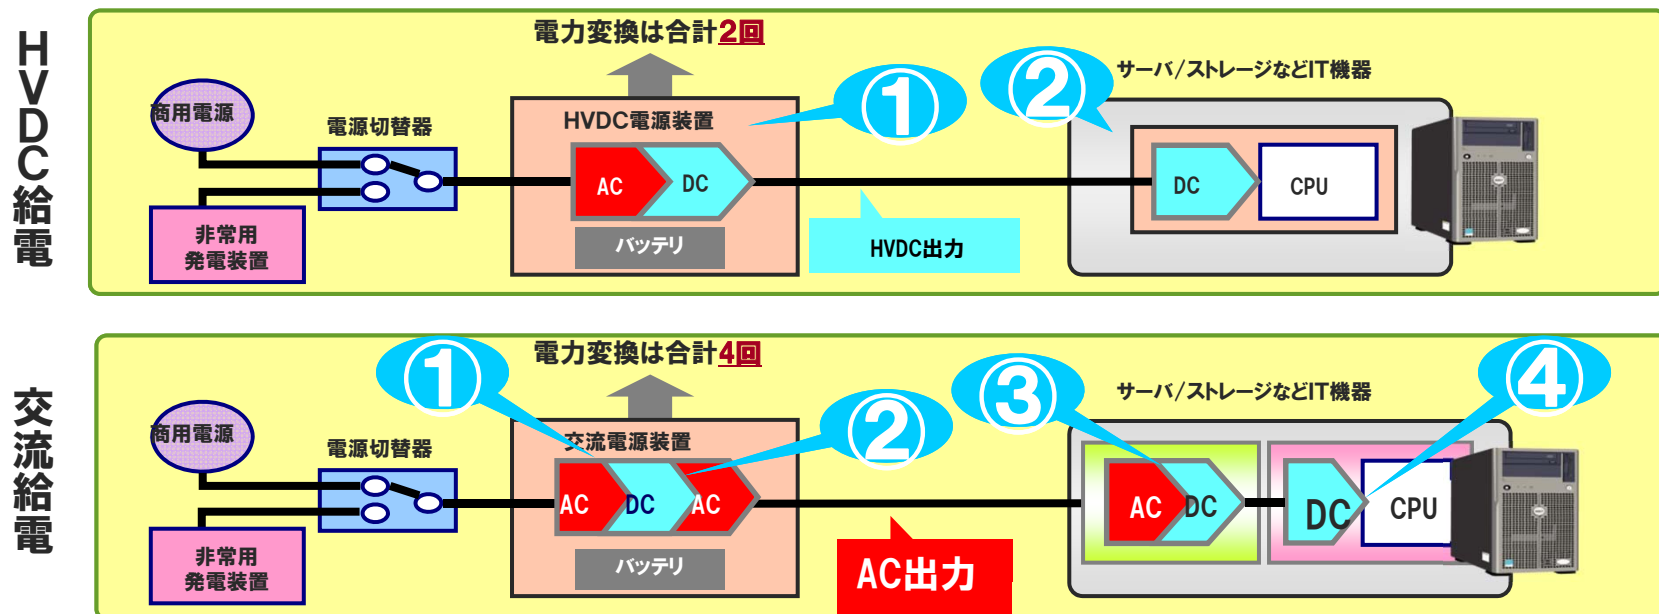 HVDC給電
電力変換は合計2回
商用電源
電源切替器
非常用
発電装置
HVDC電源装置
①
AC
DC
バッテリ
HVDC出力
②
サーバ/ストレージなどIT機器
DC
CPU
交流給電
電力変換は合計4回
商用電源
電源切替器
非常用
発電装置
①
交流電源装置
②
AC
DC
AC
バッテリ
AC出力
③
サーバ/ストレージなどIT機器
④
AC
DC
DC
CPU